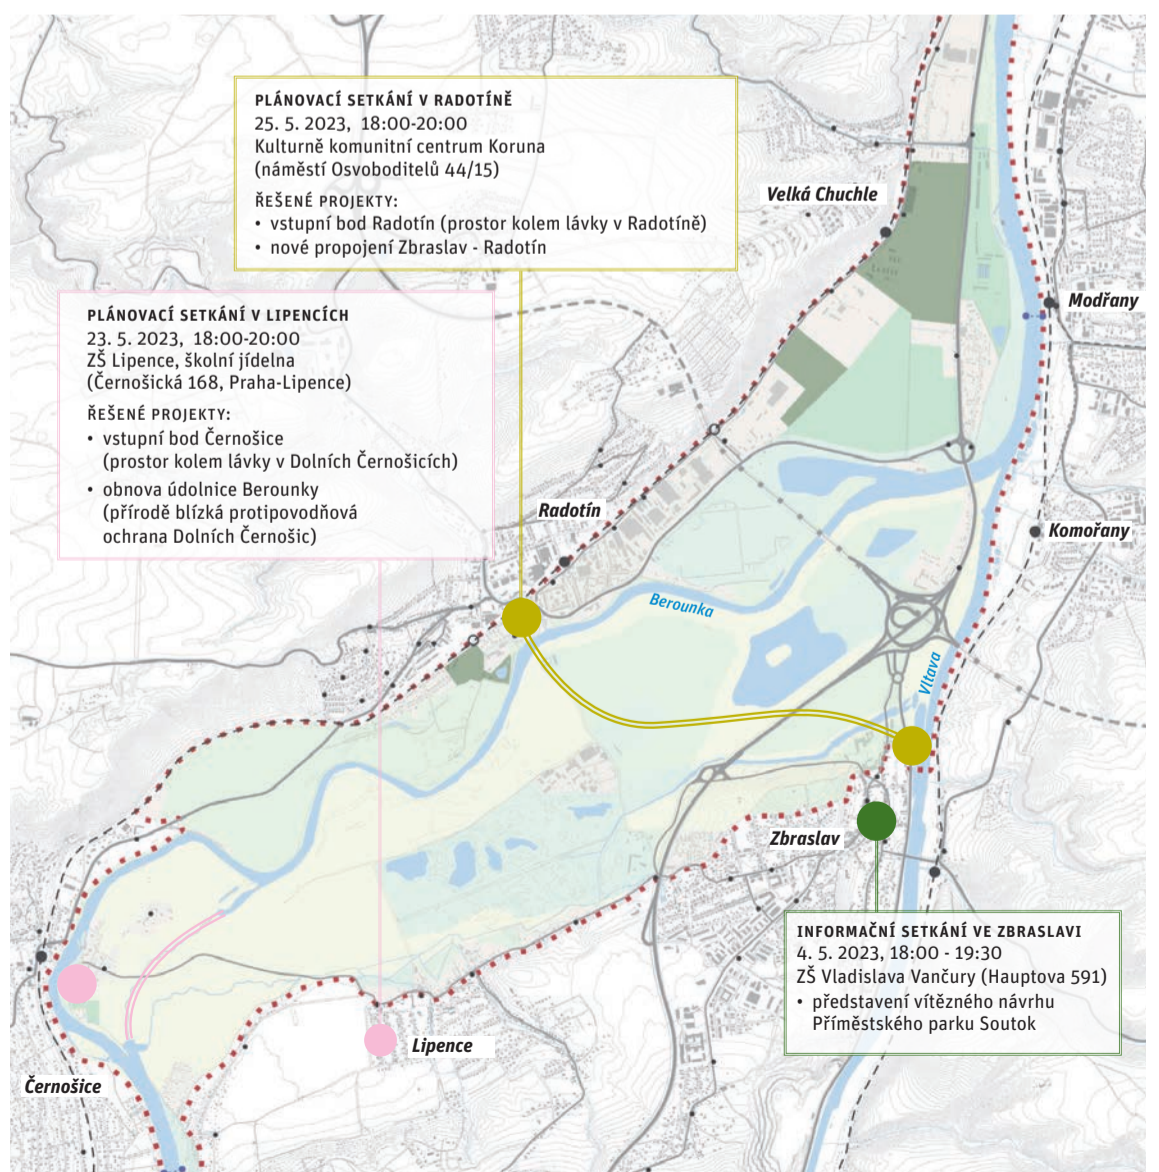 PLÁNOVACÍ SETKÁNÍ V RADOTÍNĚ
25. 5. 2023, 18:00-20:00
Kulturně komunitní centrum Koruna
(náměstí Osvoboditelů 44/15)
ŘEŠENÉ PROJEKTY:
• vstupní bod Radotín (prostor kolem lávky v Radotíně)
• nové propojení Zbraslav - Radotín
Velká Chuchle
Modřany
PLÁNOVACÍ SETKÁNÍ V LIPENCÍCH
23. 5. 2023, 18:00-20:00
ZŠ Lipence, školní jídelna
(Černošická 168, Praha-Lipence)
ŘEŠENÉ PROJEKTY:
• vstupní bod Černošice
(prostor kolem lávky v Dolních Černošicích)
• obnova údolnice Berounky
(přírodě blízká protipovodňová
ochrana Dolních Černošic)
Radotín
Komořany
Berounka
Vltava
Zbraslav
INFORMAČNÍ SETKÁNÍ VE ZBRASLAVI
4. 5. 2023, 18:00 - 19:30
ZŠ Vladislava Vančury (Hauptova 591)
• představení vítězného návrhu
Příměstského parku Soutok
Lipence
Černošice